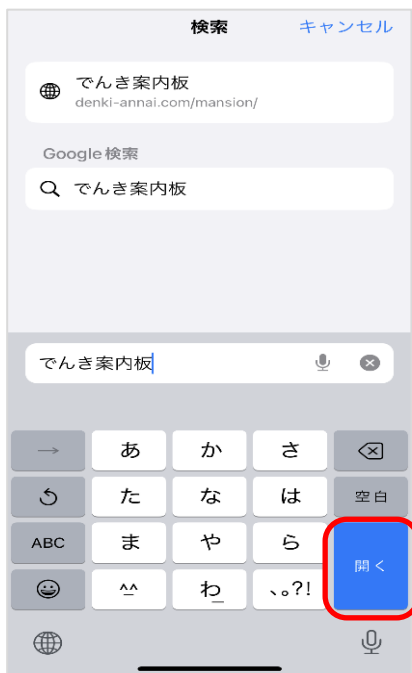 検索 キャンセル
でんき案内板
denki-annai.com/mansion/
Google検索
でんき案内板
でんき案内板
→ あ か さ
た な は 空白
ABC ま や ら 開く
^^ わ_ 、。?!